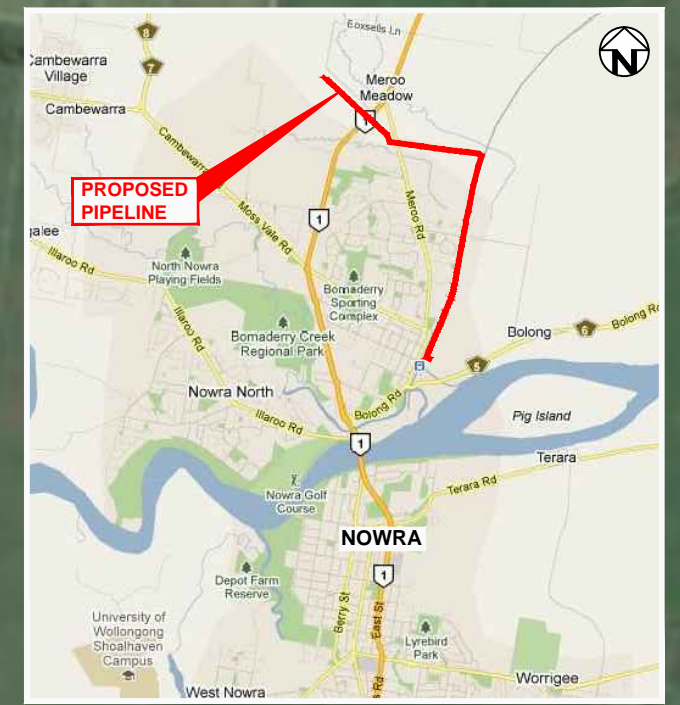 Foxsells Ln
8
7
Cambewarra
Village
Meroo
Meadow
N
Cambewarra
1
Cambewarra
PROPOSED
PIPELINE
Moss Vale Rd
Meroo Rd
1
galee
Illaroo Rd
North Nowra
Playing Fields
Bomaderry
Sporting
Complex
Illaroo Rd
Bomaderry Creek
Regional Park
Bolong
6
Bolong Rd
6
Nowra North
Bolong Rd
Illaroo Rd
Pig Island
1
Terara
Terara Rd
Nowra Golf
Course
NOWRA
1
Depot Farm
Reserve
Berry St
East St
University of
Wollongong
Shoalhaven
Campus
Lyrebird
Park
Worrigee
West Nowra
s Rd